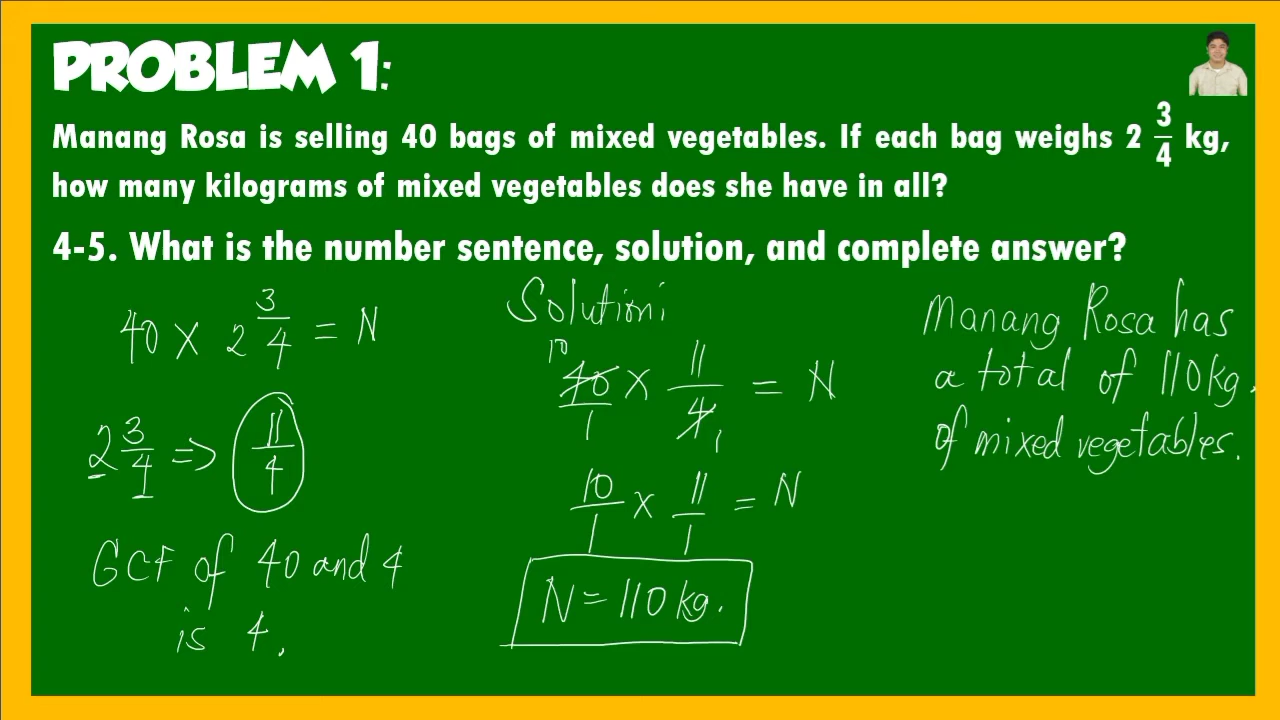 PROBLEM 1:
Manang Rosa is selling 40 bags of mixed vegetables. If each bag weighs 2 3/4 kg,
how many kilograms of mixed vegetables does she have in all?
4-5. What is the number sentence, solution, and complete answer?
40 x 2 3/4 = N
2 3/4 => 11/4
GCF of 40 and 4
is 4.
Solution:
10
40/1 x 11/4 = N
1
10/1 x 11/1 = N
N = 110 kg.
Manang Rosa has
a total of 110 kg.
of mixed vegetables.